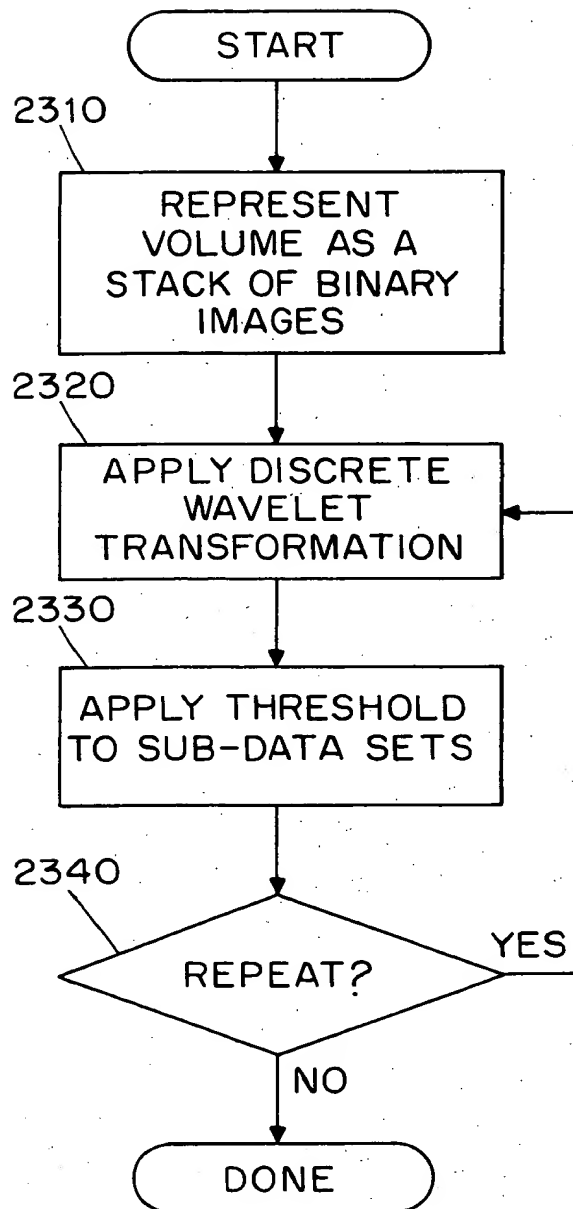 START
2310
REPRESENT
VOLUME AS A
STACK OF BINARY
IMAGES
2320
APPLY DISCRETE
WAVELET
TRANSFORMATION
2330
APPLY THRESHOLD
TO SUB-DATA SETS
2340
REPEAT?
YES
NO
DONE